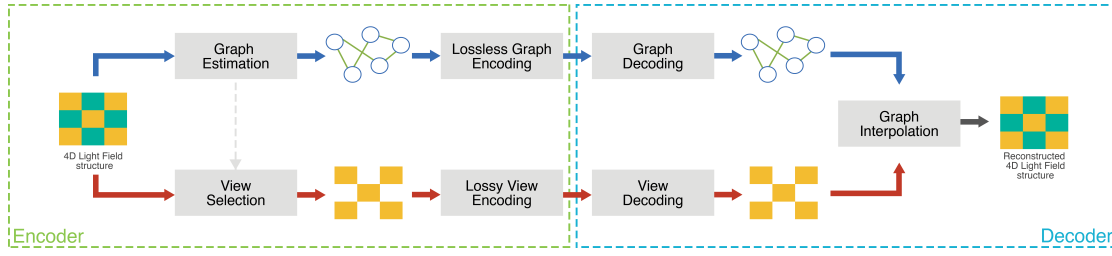 Graph
Estimation
Lossless Graph
Encoding
Graph
Decoding
Graph
Interpolation
4D Light Field
structure
Reconstructed
4D Light Field
structure
View
Selection
Lossy View
Encoding
View
Decoding
Encoder
Decoder